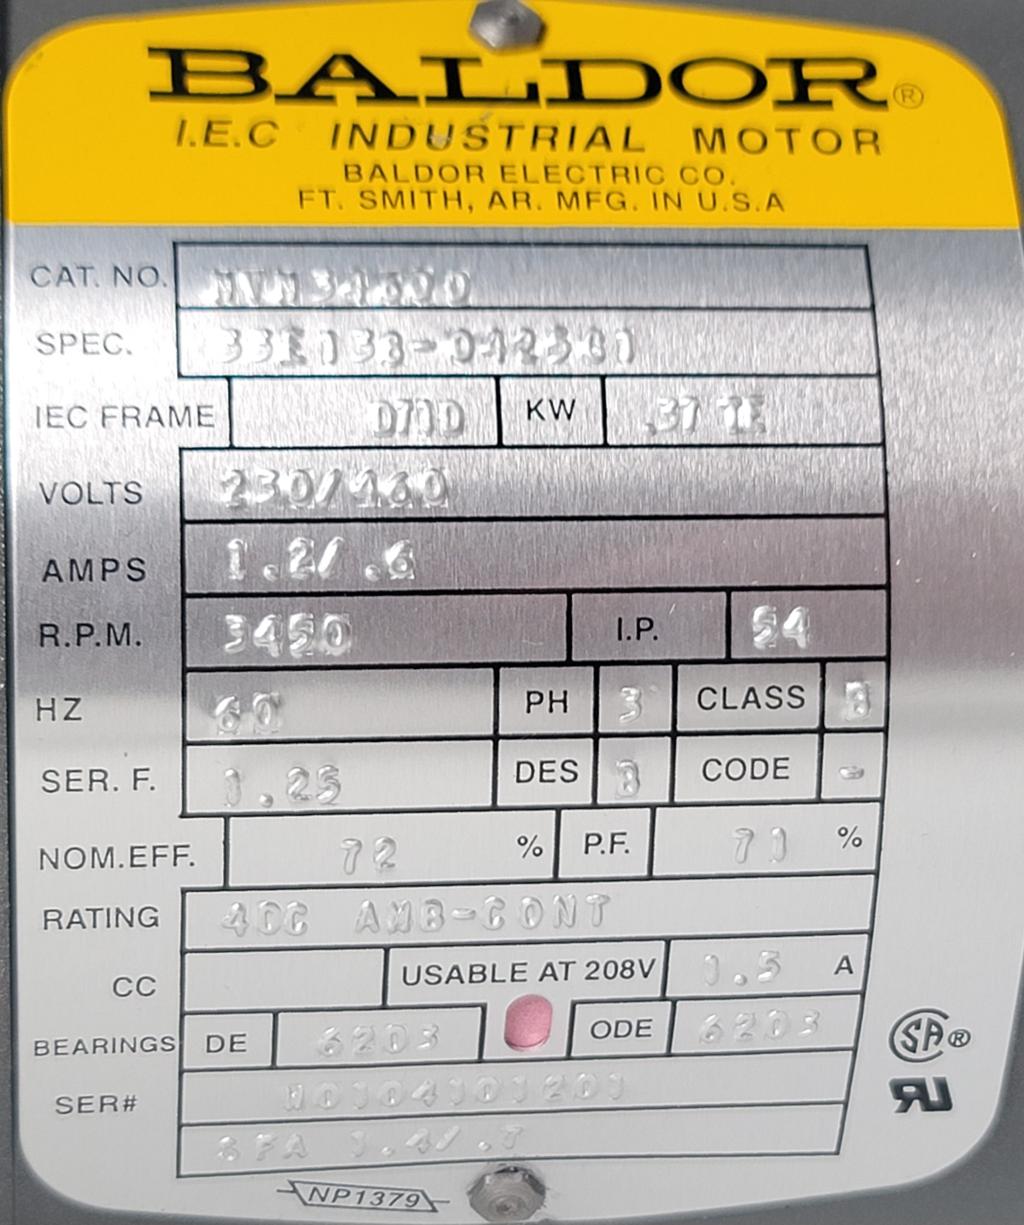 BALDOR®
I.E.C INDUSTRIAL MOTOR
BALDOR ELECTRIC CO.
FT. SMITH, AR. MFG. IN U.S.A
CAT. NO.
SPEC.
IEC FRAME D71D KW .37 TE
VOLTS 230/460
AMPS 1.2/ .6
R.P.M. 3450 I.P. 54
HZ 60 PH 3 CLASS B
SER. F. 1.25 DES B CODE -
NOM.EFF. 72 % P.F. 71 %
RATING 40C AMB-CONT
CC USABLE AT 208V 1.5 A
BEARINGS DE 6203 ODE 6203
SER#
SFA 1.4/ .7
SA®
RU
NP1379